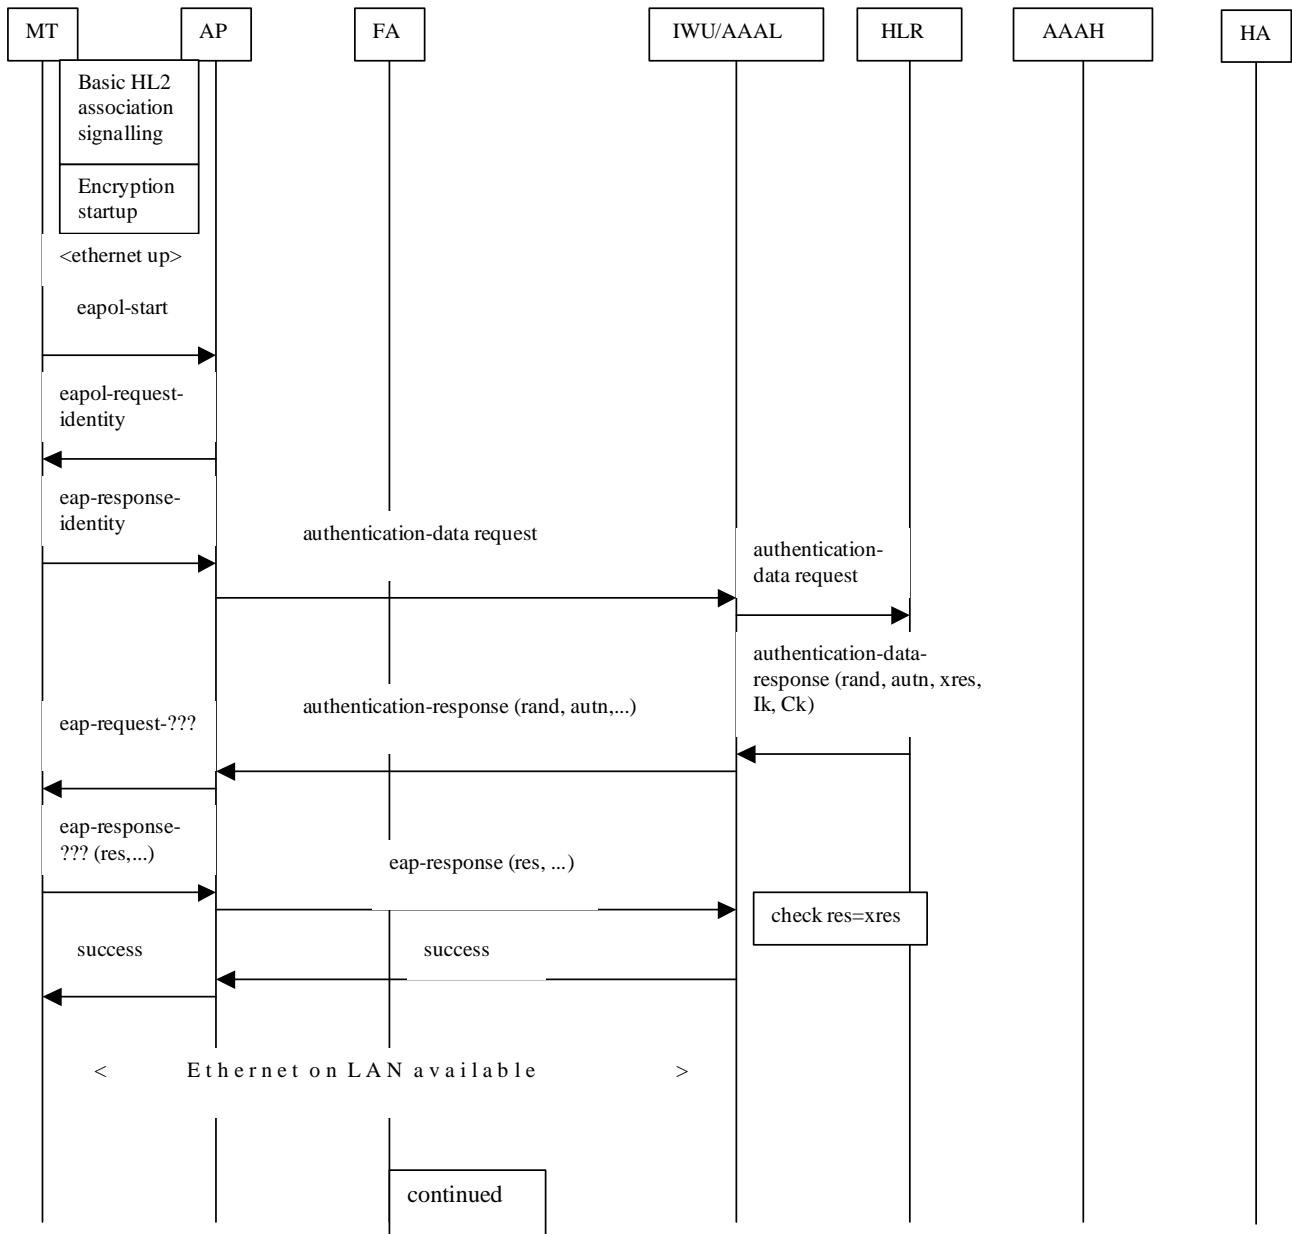 MT
AP
FA
IWU/AAAL
HLR
AAAH
HA
Basic HL2
association
signalling
Encryption
startup
<ethernet up>
eapol-start
eapol-request-
identity
eap-response-
identity
authentication-data request
authentication-
data request
authentication-data-
response (rand, autn, xres,
Ik, Ck)
authentication-response (rand, autn,...)
eap-request-???
eap-response-
??? (res,...)
eap-response (res, ...)
check res=xres
success
success
< Ethernet on LAN available >
continued